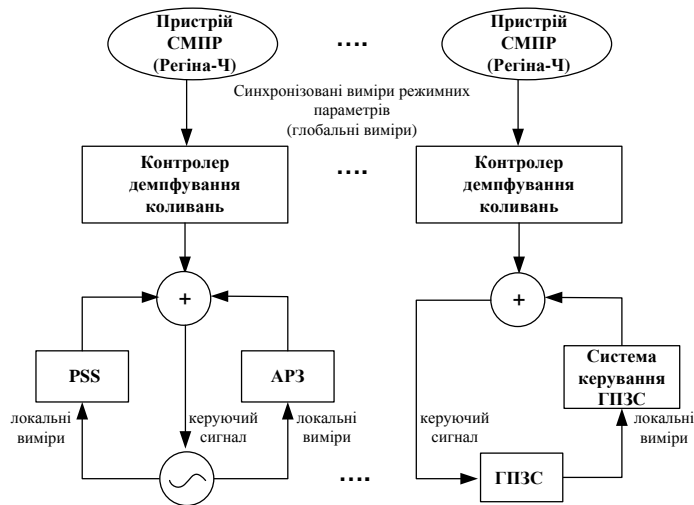 Пристрій
СМПР
(Регіна-Ч)
....
Пристрій
СМПР
(Регіна-Ч)
Синхронізовані виміри режимних
параметрів
(глобальні виміри)
Контролер
демпфування
коливань
....
Контролер
демпфування
коливань
+
+
PSS
АРЗ
Система
керування
ГПЗС
локальні
виміри
керуючий
сигнал
локальні
виміри
керуючий
сигнал
локальні
виміри
....
ГПЗС